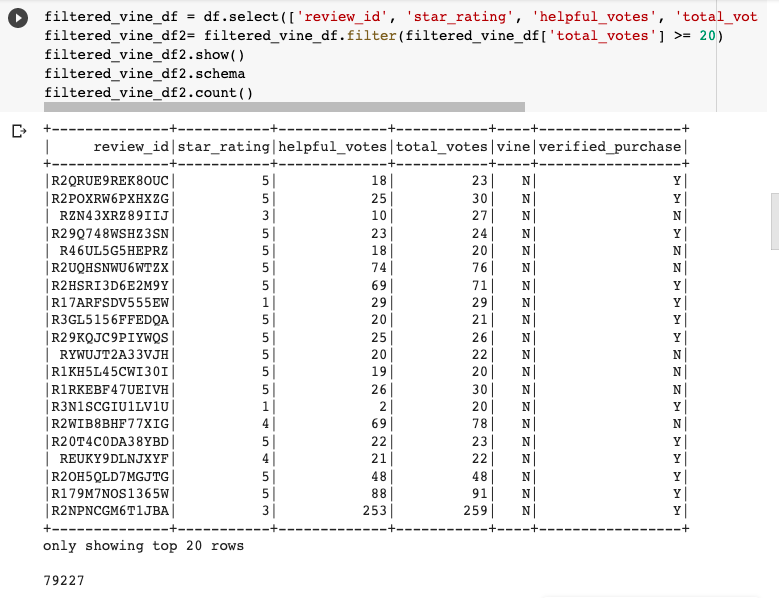 filtered_vine_df = df.select(['review_id', 'star_rating', 'helpful_votes', 'total_vot
filtered_vine_df2= filtered_vine_df.filter(filtered_vine_df['total_votes'] >= 20)
filtered_vine_df2.show()
filtered_vine_df2.schema
filtered_vine_df2.count()
+--------------+-----------+-------------+-----------+----+-----------------+
|     review_id|star_rating|helpful_votes|total_votes|vine|verified_purchase|
+--------------+-----------+-------------+-----------+----+-----------------+
|R2QRUE9REK8OUC|          5|           18|         23|   N|                Y|
|R2POXRW6PXHXZG|          5|           25|         30|   N|                Y|
| RZN43XRZ89IIJ|          3|           10|         27|   N|                N|
|R29Q748WSHZ3SN|          5|           23|         24|   N|                Y|
| R46UL5G5HEPRZ|          5|           18|         20|   N|                N|
|R2UQHSNWU6WTZX|          5|           74|         76|   N|                N|
|R2HSRI3D6E2M9Y|          5|           69|         71|   N|                Y|
|R17ARFSDV555EW|          1|           29|         29|   N|                Y|
|R3GL5156FFEDQA|          5|           20|         21|   N|                Y|
|R29KQJC9PIYWQS|          5|           25|         26|   N|                Y|
| RYWUJT2A33VJH|          5|           20|         22|   N|                N|
|R1KH5L45CWI30I|          5|           19|         20|   N|                N|
|R1RKEBF47UEIVH|          5|           26|         30|   N|                N|
|R3N1SCGIU1LV1U|          1|            2|         20|   N|                Y|
|R2WIB8BHF77XIG|          4|           69|         78|   N|                N|
|R20T4C0DA38YBD|          5|           22|         23|   N|                Y|
| REUKY9DLNJXYF|          4|           21|         22|   N|                Y|
|R2OH5QLD7MGJTG|          5|           48|         48|   N|                Y|
|R179M7NOS1365W|          5|           88|         91|   N|                Y|
|R2NPNCGM6T1JBA|          3|          253|        259|   N|                Y|
+--------------+-----------+-------------+-----------+----+-----------------+
only showing top 20 rows
79227